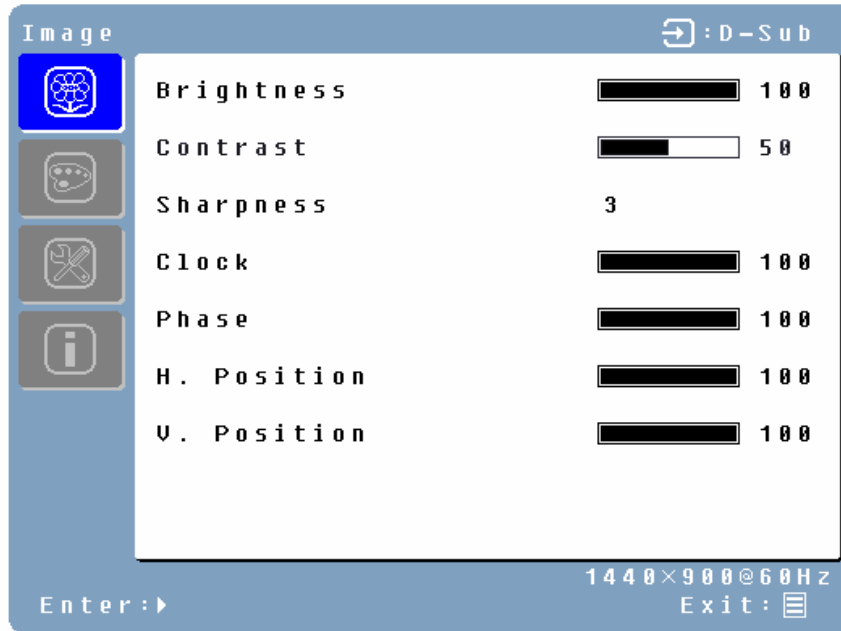 Image :D-Sub
Brightness 100
Contrast 50
Sharpness 3
Clock 100
Phase 100
H. Position 100
V. Position 100
1440×900@60Hz
Enter: Exit: